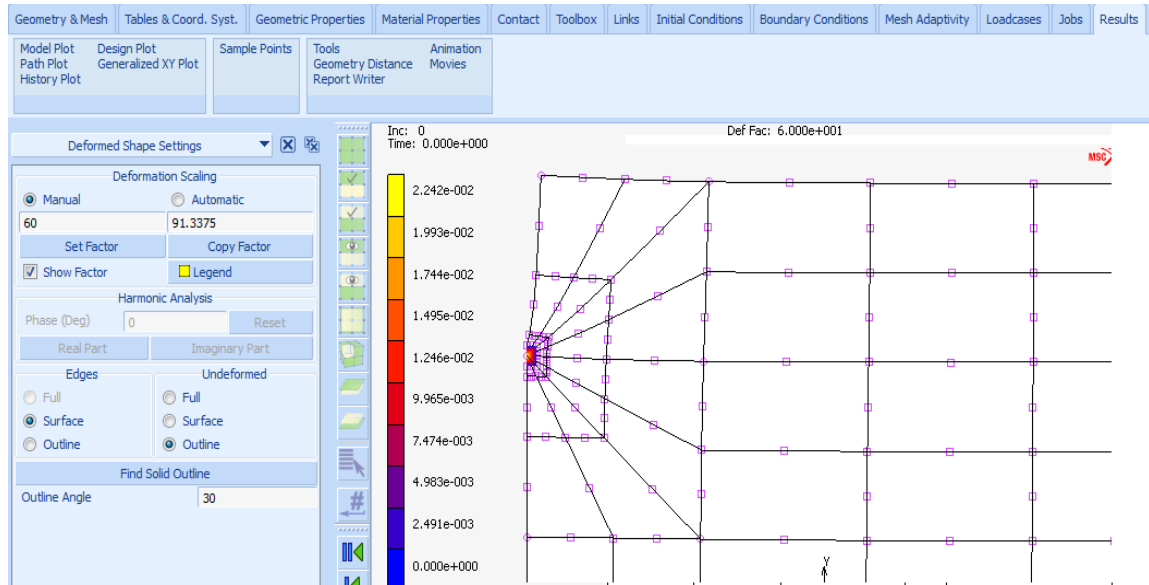 Geometry & Mesh Tables & Coord. Syst. Geometric Properties Material Properties Contact Toolbox Links Initial Conditions Boundary Conditions Mesh Adaptivity Loadcases Jobs Results
Model Plot Design Plot Sample Points Tools Animation
Path Plot Generalized XY Plot Geometry Distance Movies
History Plot Report Writer
Deformed Shape Settings
Deformation Scaling
Manual Automatic
60 91.3375
Set Factor Copy Factor
Show Factor Legend
Harmonic Analysis
Phase (Deg) 0 Reset
Real Part Imaginary Part
Edges Undeformed
Full Full
Surface Surface
Outline Outline
Find Solid Outline
Outline Angle 30
#
Inc: 0 Def Fac: 6.000e+001
Time: 0.000e+000
MSC
2.242e-002
1.993e-002
1.744e-002
1.495e-002
1.246e-002
9.965e-003
7.474e-003
4.983e-003
2.491e-003
0.000e+000
Y